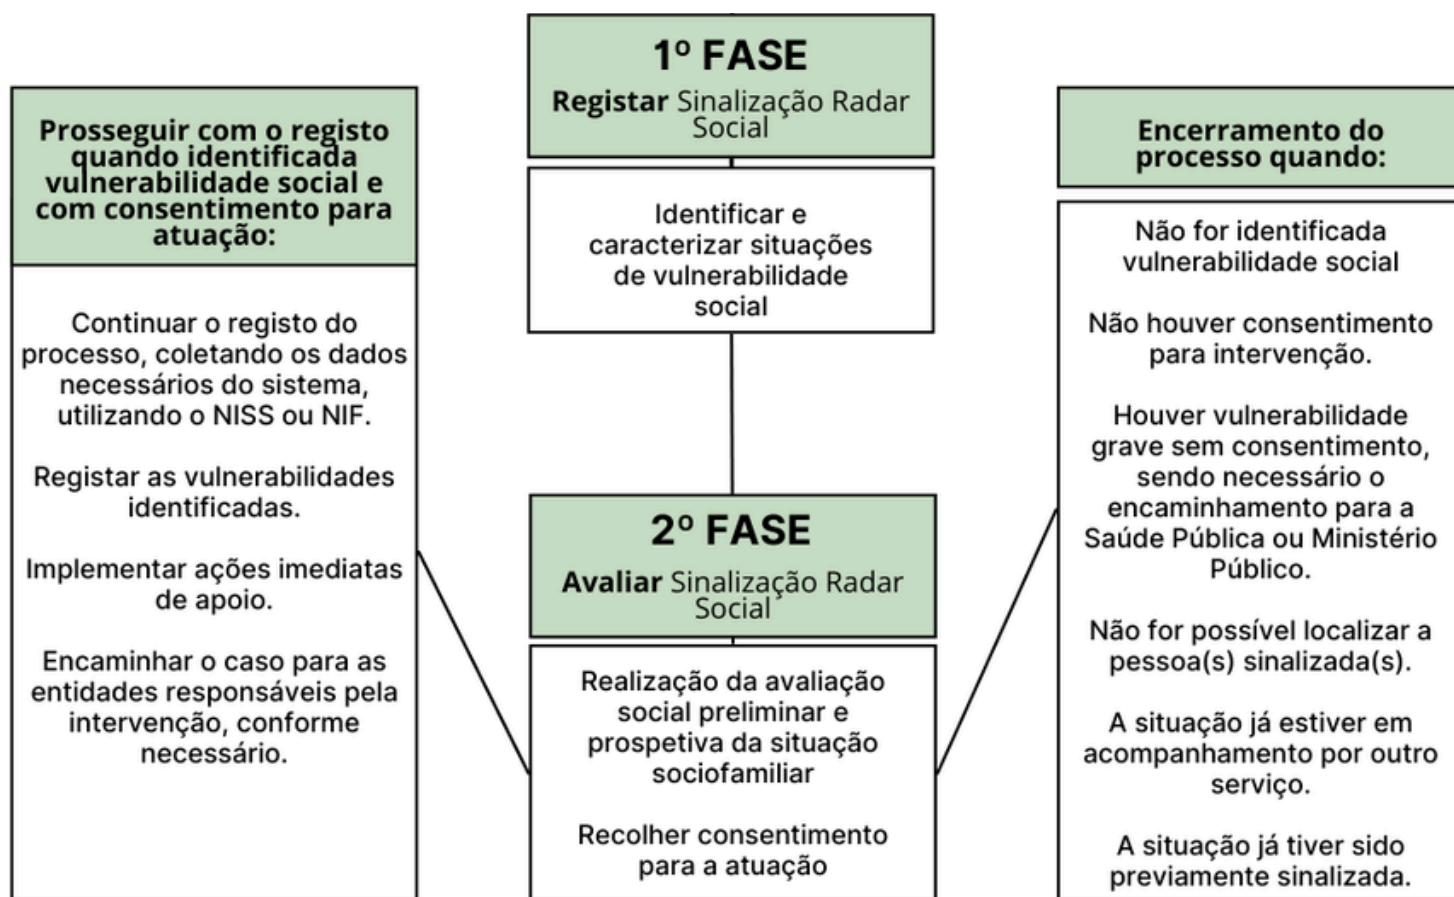 1º FASE
Registar Sinalização Radar
Social
Identificar e
caracterizar situações
de vulnerabilidade
social
Prosseguir com o registo
quando identificada
vulnerabilidade social e
com consentimento para
atuação:
Continuar o registo do
processo, coletando os dados
necessários do sistema,
utilizando o NISS ou NIF.
Registar as vulnerabilidades
identificadas.
Implementar ações imediatas
de apoio.
Encaminhar o caso para as
entidades responsáveis pela
intervenção, conforme
necessário.
2º FASE
Avaliar Sinalização Radar
Social
Realização da avaliação
social preliminar e
prospetiva da situação
sociofamiliar
Recolher consentimento
para a atuação
Encerramento do
processo quando:
Não for identificada
vulnerabilidade social
Não houver consentimento
para intervenção.
Houver vulnerabilidade
grave sem consentimento,
sendo necessário o
encaminhamento para a
Saúde Pública ou Ministério
Público.
Não for possível localizar a
pessoa(s) sinalizada(s).
A situação já estiver em
acompanhamento por outro
serviço.
A situação já tiver sido
previamente sinalizada.